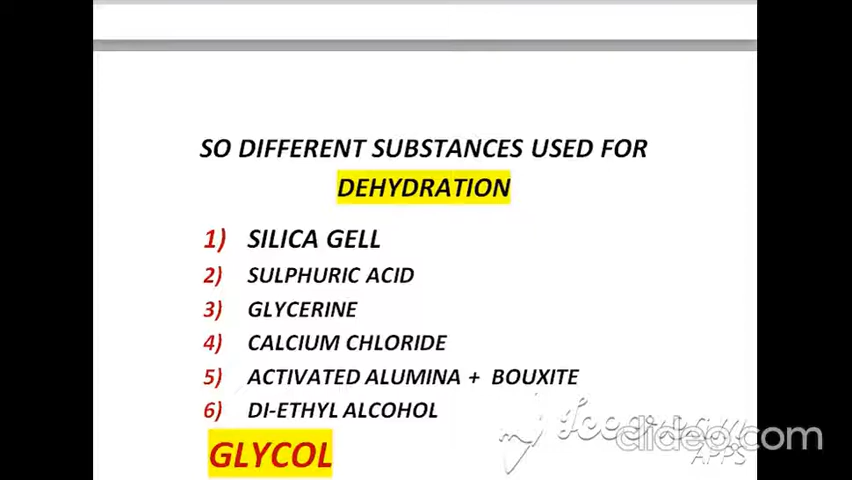 SO DIFFERENT SUBSTANCES USED FOR
DEHYDRATION
1) SILICA GELL
2) SULPHURIC ACID
3) GLYCERINE
4) CALCIUM CHLORIDE
5) ACTIVATED ALUMINA + BOUXITE
6) DI-ETHYL ALCOHOL
GLYCOL
clideo.com
APPS